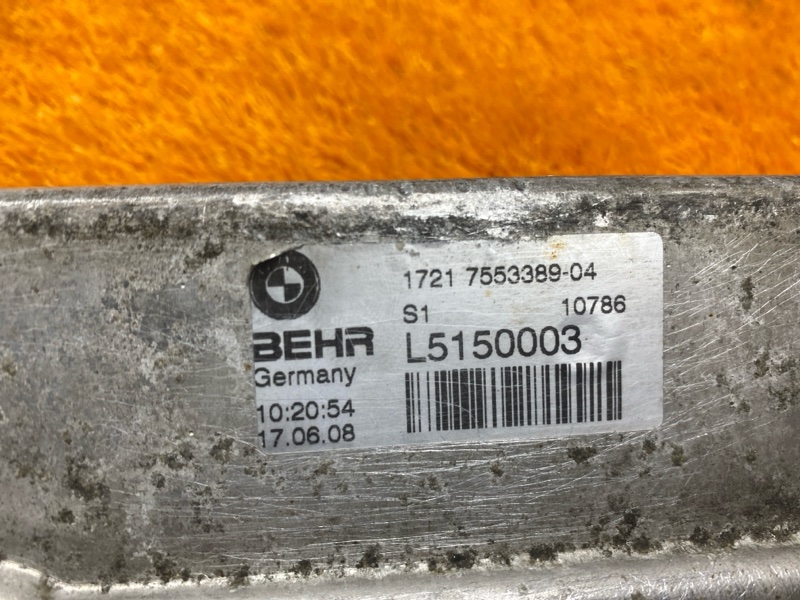 1721 7553389-04
S1 10786
BEHR L5150003
Germany
10:20:54
17.06.08